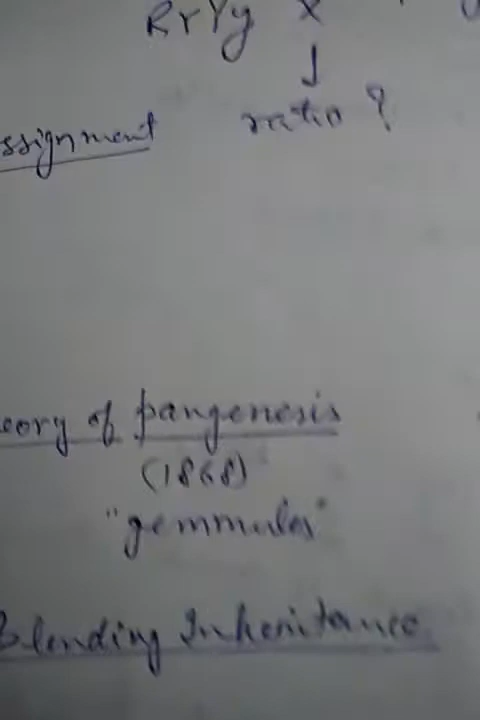 RrYy X
↓
ssignment ratio ?
eory of pangenesis
(1868)
"gemmules"
Blending Inheritance